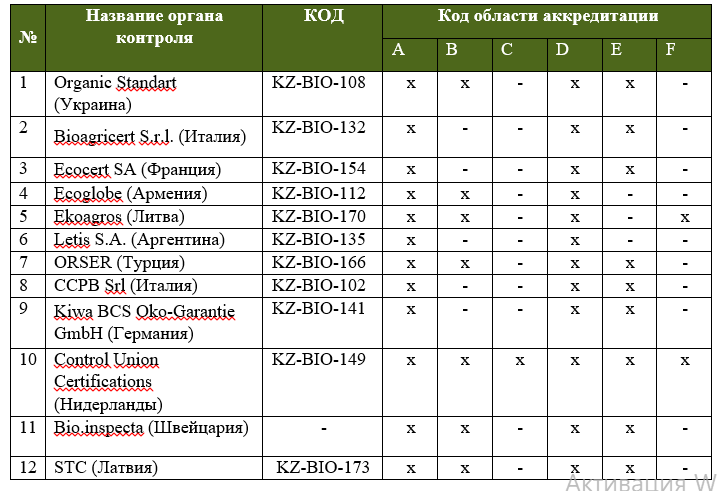 № Название органа контроля КОД Код области аккредитации
A B C D E F
1 Organic Standart (Украина) KZ-BIO-108 x x - x x -
2 Bioagricert S.r.l. (Италия) KZ-BIO-132 x - - x x -
3 Ecocert SA (Франция) KZ-BIO-154 x - - x x -
4 Ecoglobe (Армения) KZ-BIO-112 x x - x - -
5 Ekoagros (Литва) KZ-BIO-170 x x - x - x
6 Letis S.A. (Аргентина) KZ-BIO-135 x - - x - -
7 ORSER (Турция) KZ-BIO-166 x x - x x -
8 CCPB Srl (Италия) KZ-BIO-102 x - - x x -
9 Kiwa BCS Oko-Garantie GmbH (Германия) KZ-BIO-141 x - - x x -
10 Control Union Certifications (Нидерланды) KZ-BIO-149 x x x x x x
11 Bio.inspecta (Швейцария) - x x - x x -
12 STC (Латвия) KZ-BIO-173 x x - x x -
Активация W